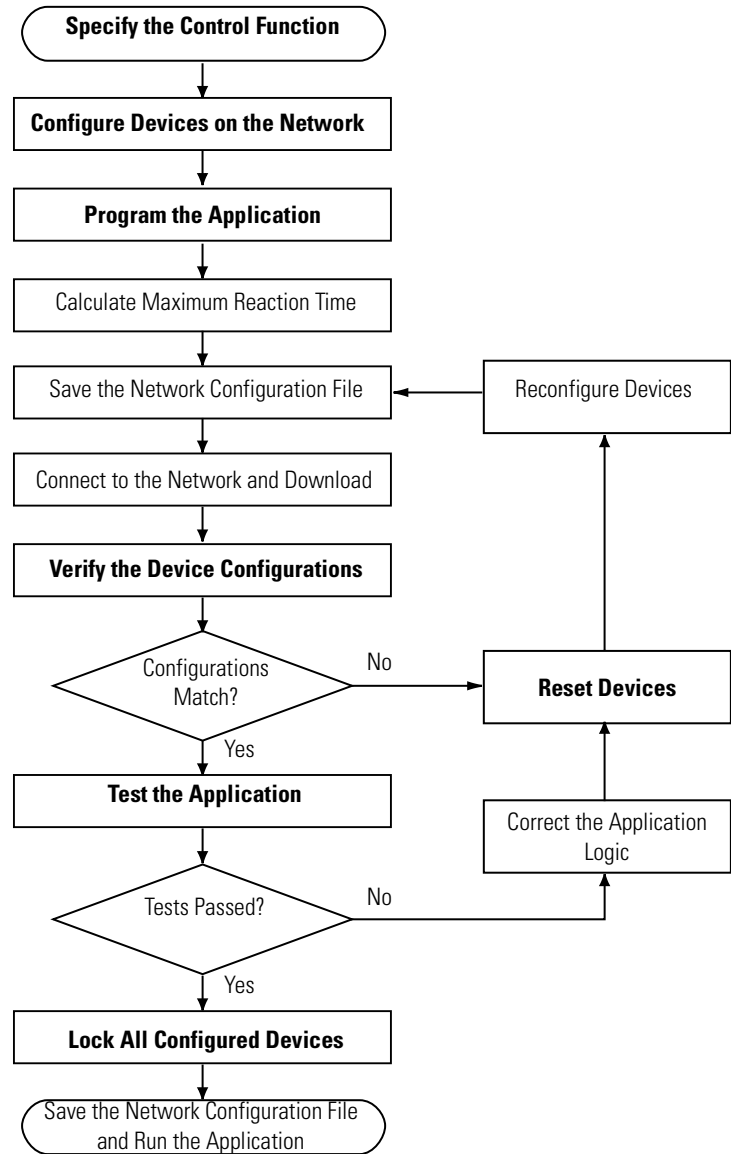 Specify the Control Function
Configure Devices on the Network
Program the Application
Calculate Maximum Reaction Time
Save the Network Configuration File
Reconfigure Devices
Connect to the Network and Download
Verify the Device Configurations
Configurations
Match?
No
Reset Devices
Yes
Test the Application
Correct the Application
Logic
Tests Passed?
No
Yes
Lock All Configured Devices
Save the Network Configuration File
and Run the Application